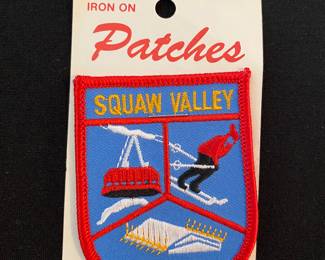 IRON ON
Patches
SQUAW VALLEY